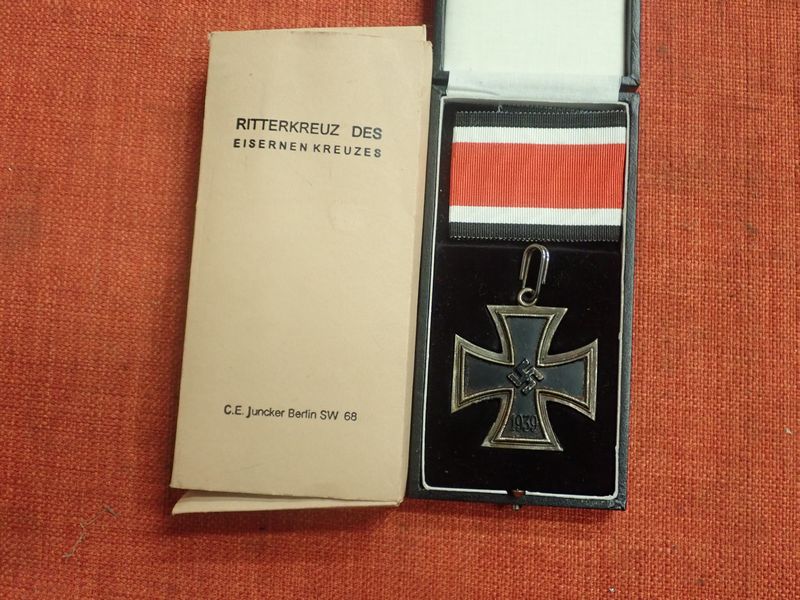 RITTERKREUZ DES
EISERNEN KREUZES
C.E. Juncker Berlin SW 68
1939